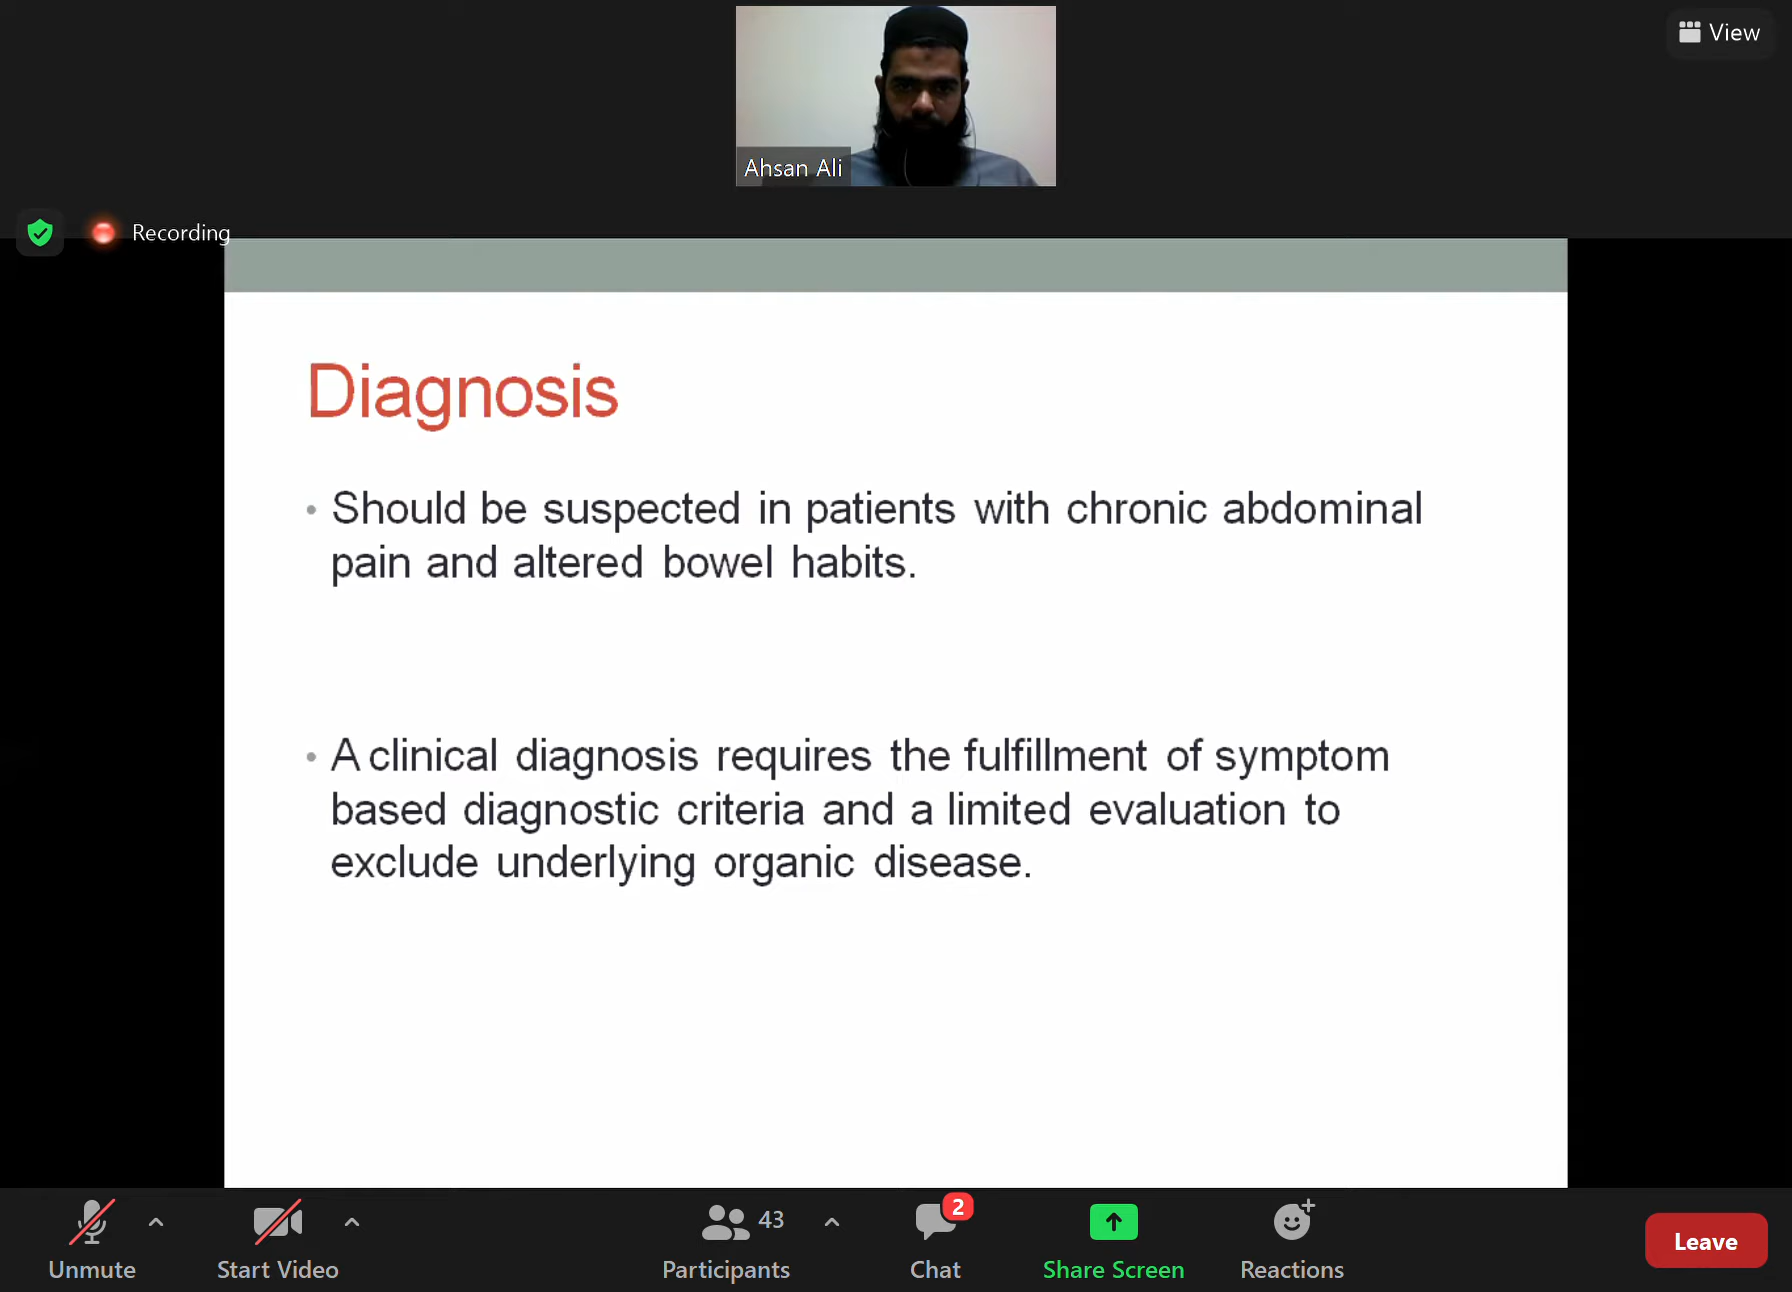 View
Ahsan Ali
Recording
Diagnosis
• Should be suspected in patients with chronic abdominal
pain and altered bowel habits.
• A clinical diagnosis requires the fulfillment of symptom
based diagnostic criteria and a limited evaluation to
exclude underlying organic disease.
Unmute
Start Video
43
Participants
2
Chat
Share Screen
Reactions
Leave